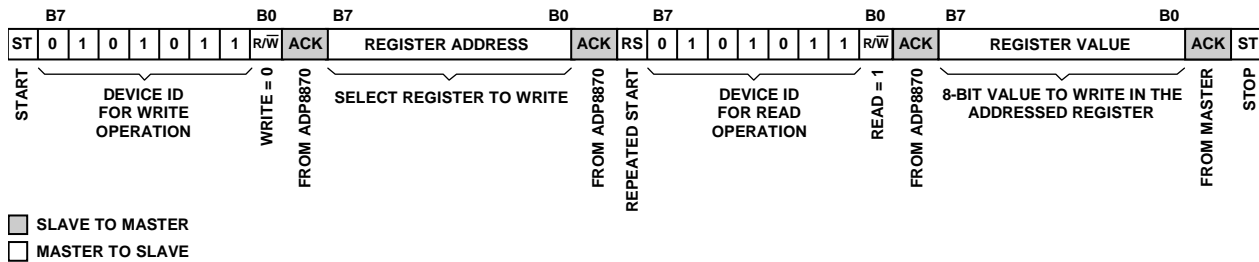 B7 B0 B7 B0 B7 B0
ST 0 1 0 1 0 1 1 R/W̅ ACK REGISTER ADDRESS ACK RS 0 1 0 1 0 1 1 R/W̅ ACK REGISTER VALUE ACK ST
START
DEVICE ID
FOR WRITE
OPERATION
WRITE = 0
FROM ADP8870
SELECT REGISTER TO WRITE
FROM ADP8870
REPEATED START
DEVICE ID
FOR READ
OPERATION
READ = 1
FROM ADP8870
8-BIT VALUE TO WRITE IN THE
ADDRESSED REGISTER
FROM MASTER
STOP
SLAVE TO MASTER
MASTER TO SLAVE